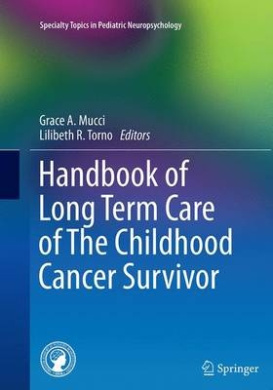 Specialty Topics in Pediatric Neuropsychology
Grace A. Mucci
Lilibeth R. Torno Editors
Handbook of
Long Term Care
of The Childhood
Cancer Survivor
Springer